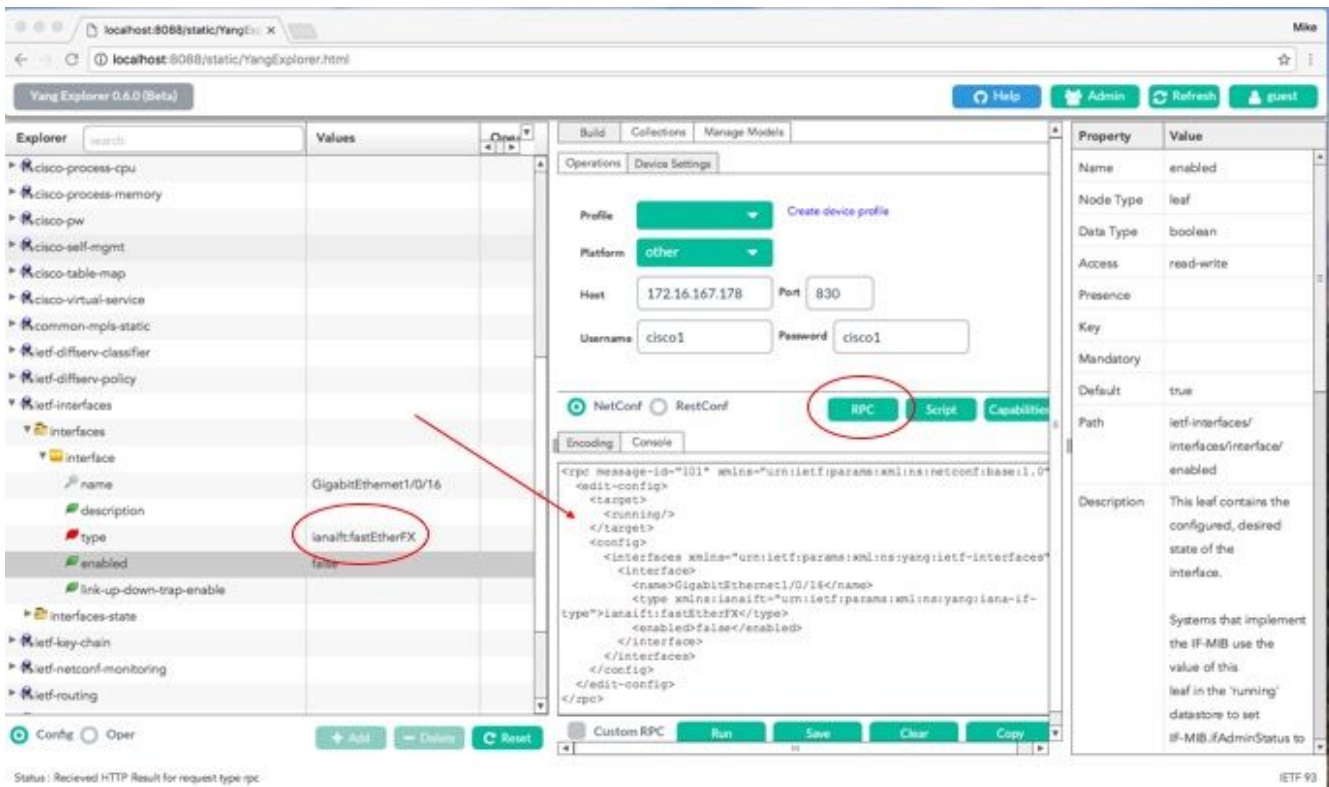 localhost:8088/static/YangEx
Mike
localhost:8088/static/YangExplorer.html
Yang Explorer 0.6.0 (Beta)
Help
Admin
Refresh
guest
Explorer
search
Values
Oper
cisco-process-cpu
cisco-process-memory
cisco-pw
cisco-self-mgmt
cisco-table-map
cisco-virtual-service
common-mpls-static
ietf-diffserv-classifier
ietf-diffserv-policy
ietf-interfaces
interfaces
interface
name GigabitEthernet1/0/16
description
type ianaift:fastEtherFX
enabled false
link-up-down-trap-enable
interfaces-state
ietf-key-chain
ietf-netconf-monitoring
ietf-routing
Config
Oper
+ Add
Delete
Reset
Build
Collections
Manage Models
Operations
Device Settings
Profile
Create device profile
Platform
other
Host
172.16.167.178
Port
830
Username
cisco1
Password
cisco1
NetConf
RestConf
RPC
Script
Capabilities
Encoding
Console
<rpc message-id="101" xmlns="urn:ietf:params:xml:ns:netconf:base:1.0"
<edit-config>
<target>
<running/>
</target>
<config>
<interfaces xmlns="urn:ietf:params:xml:ns:yang:ietf-interfaces"
<interface>
<name>GigabitEthernet1/0/16</name>
<type xmlns:ianaift="urn:ietf:params:xml:ns:yang:iana-if-
type">ianaift:fastEtherFX</type>
<enabled>false</enabled>
</interface>
</interfaces>
</config>
</edit-config>
</rpc>
Custom RPC
Run
Save
Clear
Copy
Property Value
Name enabled
Node Type leaf
Data Type boolean
Access read-write
Presence
Key
Mandatory
Default true
Path ietf-interfaces/
interfaces/interface/
enabled
Description This leaf contains the
configured, desired
state of the
interface.
Systems that implement
the IF-MIB use the
value of this
leaf in the 'running'
datastore to set
IF-MIB.ifAdminStatus to
Status : Recieved HTTP Result for request type rpc
IETF 93